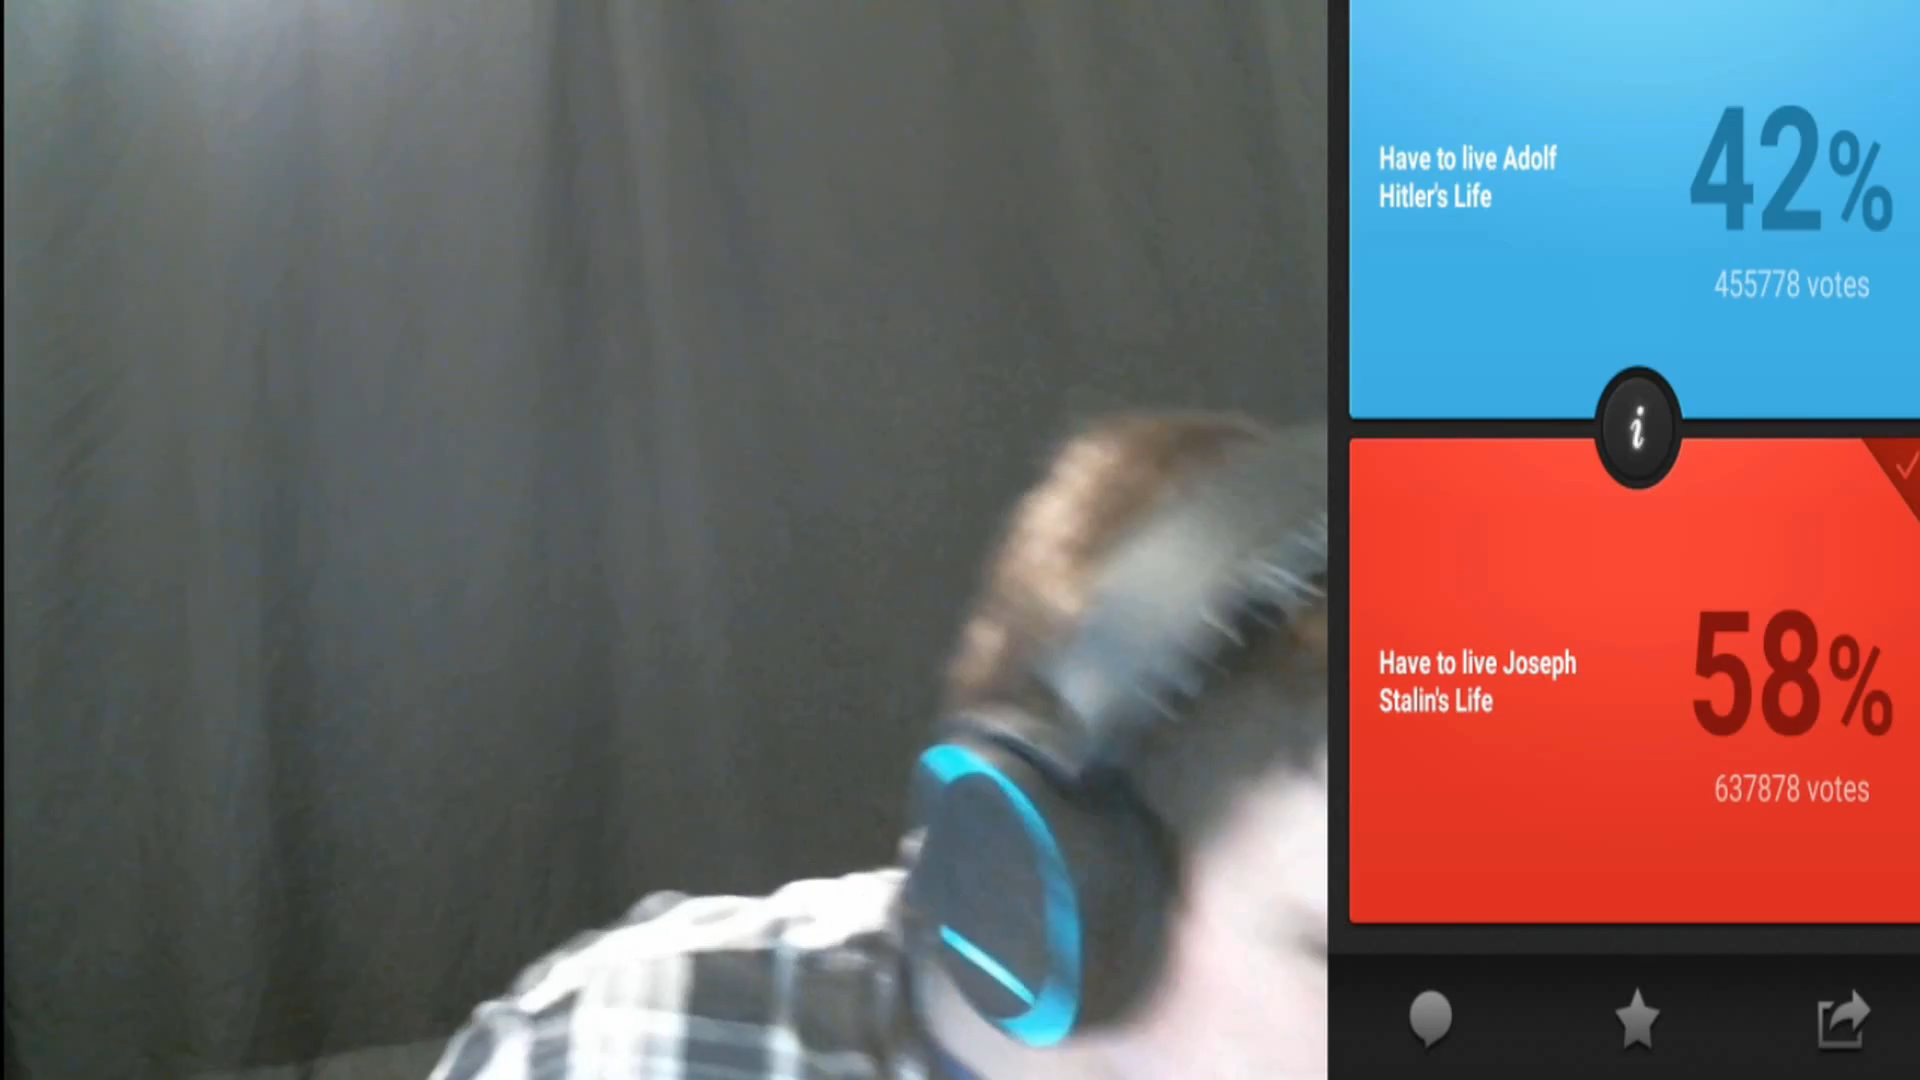 Have to live Adolf
Hitler's Life
42%
455778 votes
i
Have to live Joseph
Stalin's Life
58%
637878 votes